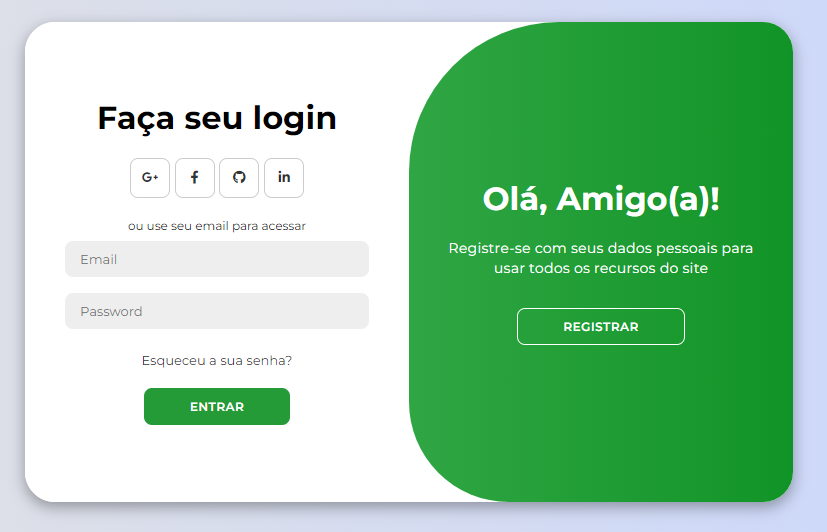 Faça seu login
G+ f in
ou use seu email para acessar
Email
Password
Esqueceu a sua senha?
ENTRAR
Olá, Amigo(a)!
Registre-se com seus dados pessoais para
usar todos os recursos do site
REGISTRAR